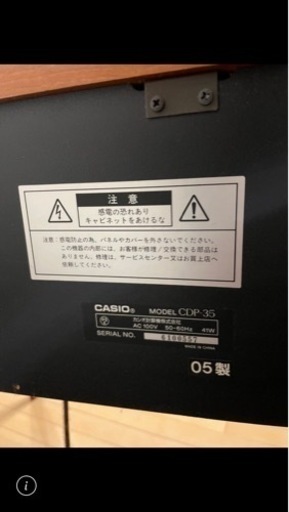 注意
感電の恐れあり
キャビネットをあけるな
注意：感電防止の為、パネルやカバーを外さないでください。
この機器の内部には、お客様が修理／交換できる部品は
ありません。修理は、サービスセンター又はお買上店へ
依頼してください。
CASIO® MODEL CDP-35
カシオ計算機株式会社
AC 100V 50-60Hz 41W
SERIAL NO. 6100557
MADE IN CHINA
05製